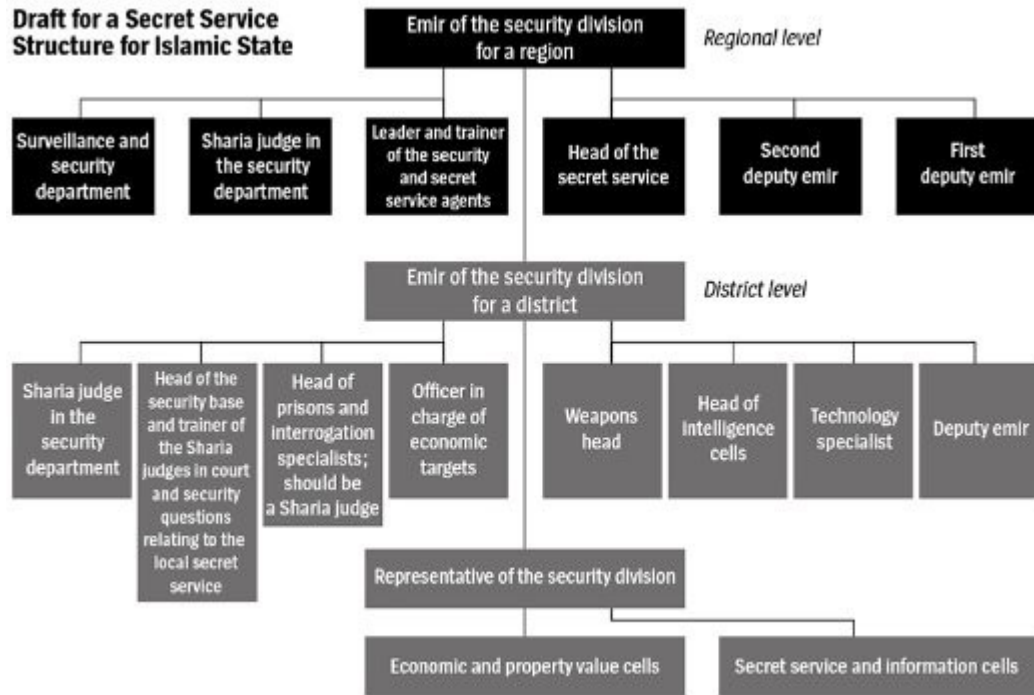 Draft for a Secret Service
Structure for Islamic State
Emir of the security division
for a region
Regional level
Surveillance and
security
department
Sharia judge in
the security
department
Leader and trainer
of the security
and secret
service agents
Head of the
secret service
Second
deputy emir
First
deputy emir
Emir of the security division
for a district
District level
Sharia judge
in the
security
department
Head of the
security base
and trainer of
the Sharia
judges in court
and security
questions
relating to the
local secret
service
Head of
prisons and
interrogation
specialists;
should be
a Sharia judge
Officer in
charge of
economic
targets
Weapons
head
Head of
intelligence
cells
Technology
specialist
Deputy emir
Representative of the security division
Economic and property value cells
Secret service and information cells